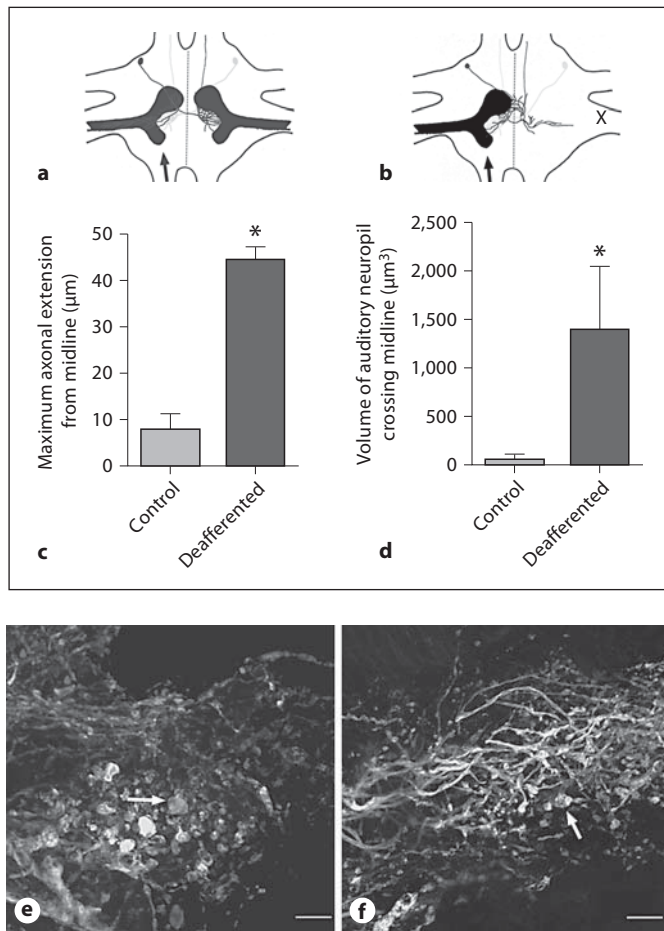 X
a
b
Maximum axonal extension
from midline (µm)
50
40
30
20
10
0
*
Control
Deafferented
c
Volume of auditory neuropil
crossing midline (µm³)
2,500
2,000
1,500
1,000
500
0
*
Control
Deafferented
d
e
f